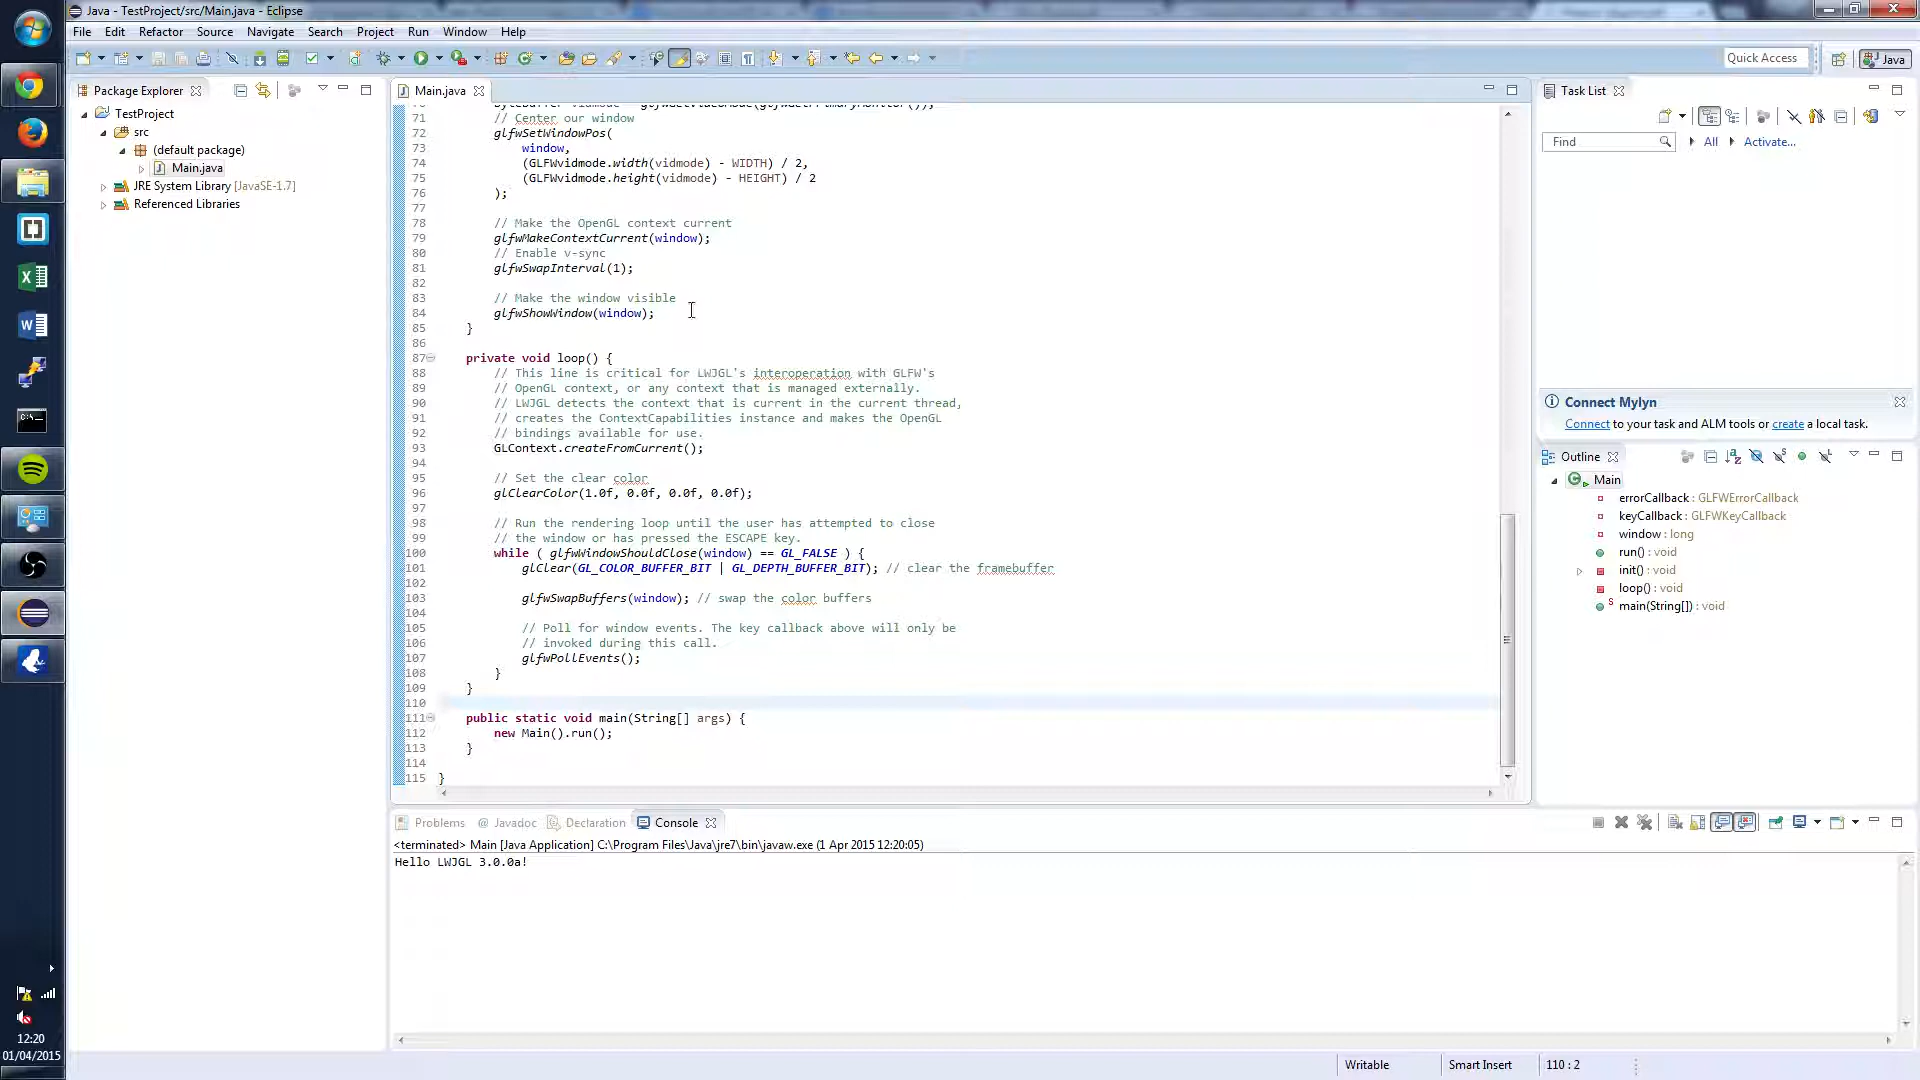 Java - TestProject/src/Main.java - Eclipse
File Edit Refactor Source Navigate Search Project Run Window Help
Quick Access
Java
Package Explorer
TestProject
src
(default package)
Main.java
JRE System Library [JavaSE-1.7]
Referenced Libraries
Main.java
71 // Center our window
72 glfwSetWindowPos(
73 window,
74 (GLFWvidmode.width(vidmode) - WIDTH) / 2,
75 (GLFWvidmode.height(vidmode) - HEIGHT) / 2
76 );
77
78 // Make the OpenGL context current
79 glfwMakeContextCurrent(window);
80 // Enable v-sync
81 glfwSwapInterval(1);
82
83 // Make the window visible
84 glfwShowWindow(window);
85 }
86
87 private void loop() {
88 // This line is critical for LWJGL's interoperation with GLFW's
89 // OpenGL context, or any context that is managed externally.
90 // LWJGL detects the context that is current in the current thread,
91 // creates the ContextCapabilities instance and makes the OpenGL
92 // bindings available for use.
93 GLContext.createFromCurrent();
94
95 // Set the clear color
96 glClearColor(1.0f, 0.0f, 0.0f, 0.0f);
97
98 // Run the rendering loop until the user has attempted to close
99 // the window or has pressed the ESCAPE key.
100 while ( glfwWindowShouldClose(window) == GL_FALSE ) {
101 glClear(GL_COLOR_BUFFER_BIT | GL_DEPTH_BUFFER_BIT); // clear the framebuffer
102
103 glfwSwapBuffers(window); // swap the color buffers
104
105 // Poll for window events. The key callback above will only be
106 // invoked during this call.
107 glfwPollEvents();
108 }
109 }
110
111 public static void main(String[] args) {
112 new Main().run();
113 }
114
115 }
Task List
Find
All
Activate...
Connect Mylyn
Connect to your task and ALM tools or create a local task.
Outline
Main
errorCallback : GLFWErrorCallback
keyCallback : GLFWKeyCallback
window : long
run() : void
init() : void
loop() : void
main(String[]) : void
Problems @ Javadoc Declaration Console
<terminated> Main [Java Application] C:\Program Files\Java\jre7\bin\javaw.exe (1 Apr 2015 12:20:05)
Hello LWJGL 3.0.0a!
Writable Smart Insert 110 : 2
12:20
01/04/2015